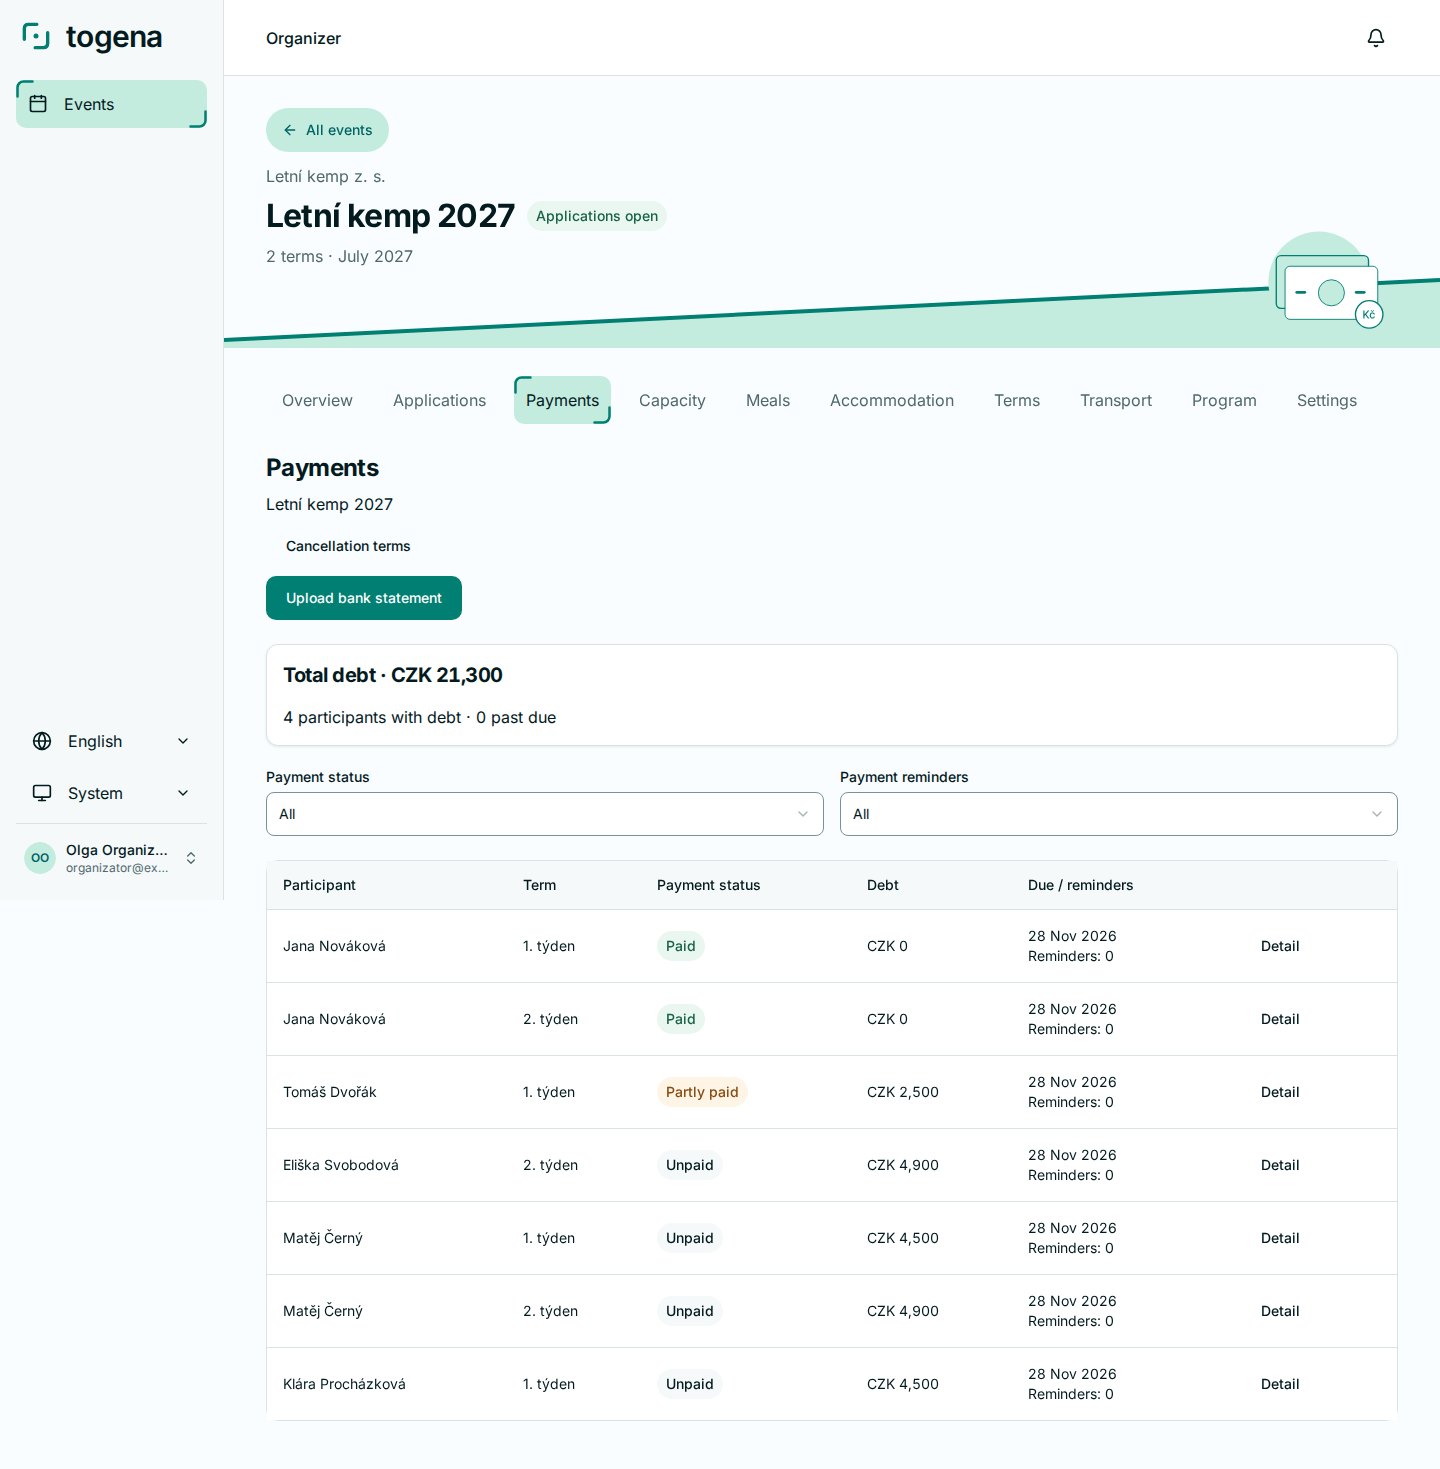 togena
Organizer
Events
All events
Letní kemp z. s.
Letní kemp 2027 Applications open
2 terms · July 2027
Kč
Overview Applications Payments Capacity Meals Accommodation Terms Transport Program Settings
Payments
Letní kemp 2027
Cancellation terms
Upload bank statement
Total debt · CZK 21,300
4 participants with debt · 0 past due
Payment status Payment reminders
All All
Participant Term Payment status Debt Due / reminders
Jana Nováková 1. týden Paid CZK 0 28 Nov 2026 Reminders: 0 Detail
Jana Nováková 2. týden Paid CZK 0 28 Nov 2026 Reminders: 0 Detail
Tomáš Dvořák 1. týden Partly paid CZK 2,500 28 Nov 2026 Reminders: 0 Detail
Eliška Svobodová 2. týden Unpaid CZK 4,900 28 Nov 2026 Reminders: 0 Detail
Matěj Černý 1. týden Unpaid CZK 4,500 28 Nov 2026 Reminders: 0 Detail
Matěj Černý 2. týden Unpaid CZK 4,900 28 Nov 2026 Reminders: 0 Detail
Klára Procházková 1. týden Unpaid CZK 4,500 28 Nov 2026 Reminders: 0 Detail
English
System
OO Olga Organiz...
organizator@ex...